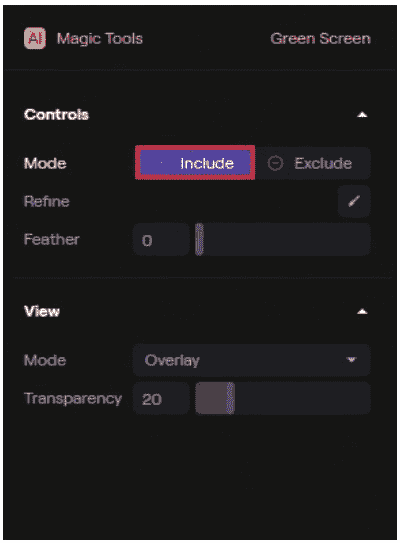 AI Magic Tools Green Screen
Controls
Mode Include Exclude
Refine
Feather 0
View
Mode Overlay
Transparency 20